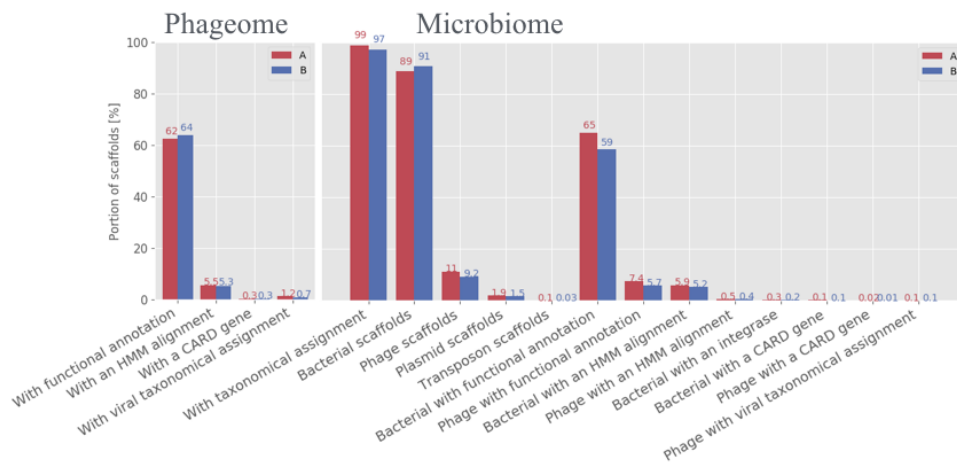 Phageome
Microbiome
Portion of scaffolds [%]
100
80
60
40
20
0
A
B
62
64
5.5
5.3
0.3
0.3
1.2
0.7
With functional annotation
With an HMM alignment
With a CARD gene
With viral taxonomical assignment
A
B
99
97
89
91
11
9.2
1.9
1.5
0.1
0.03
65
59
7.4
5.7
5.9
5.2
0.5
0.4
0.3
0.2
0.1
0.1
0.02
0.01
0.1
0.1
With taxonomical assignment
Bacterial scaffolds
Phage scaffolds
Plasmid scaffolds
Transposon scaffolds
Bacterial with functional annotation
Phage with functional annotation
Bacterial with an HMM alignment
Phage with an HMM alignment
Bacterial with an integrase
Bacterial with a CARD gene
Phage with a CARD gene
Phage with viral taxonomical assignment